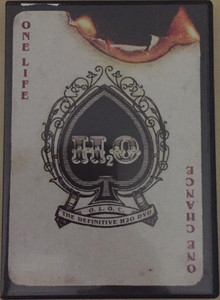 ONE LIFE
H2O
O. L. O. C.
THE DEFINITIVE H2O DVD
ONE CHANCE